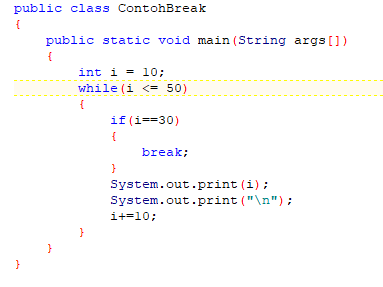 public class ContohBreak
{
    public static void main(String args[])
    {
        int i = 10;
        while(i <= 50)
        {
            if(i==30)
            {
                break;
            }
            System.out.print(i);
            System.out.print("\n");
            i+=10;
        }
    }
}